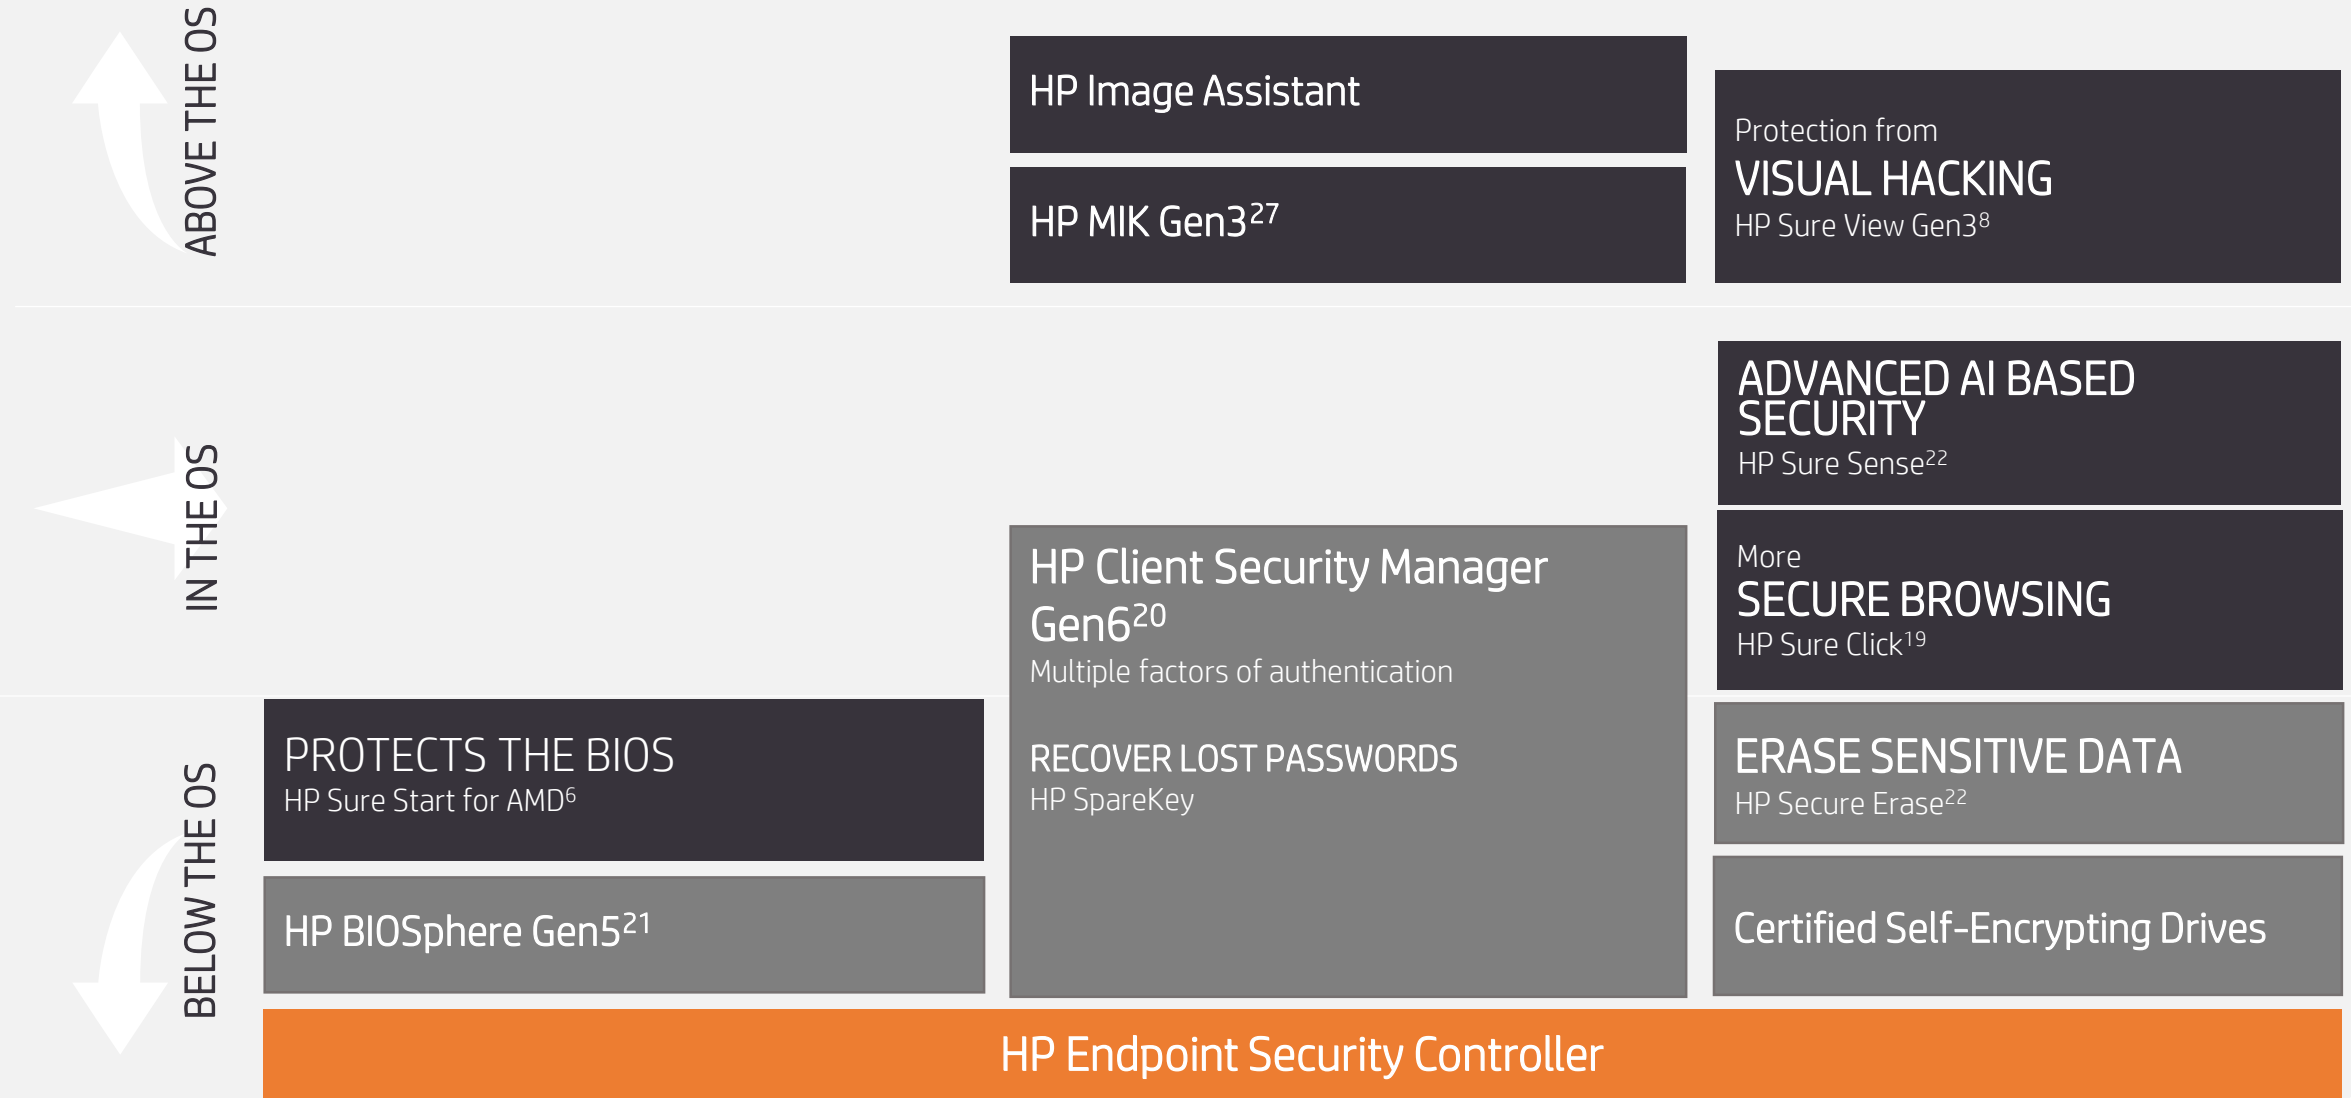 ABOVE THE OS
HP Image Assistant
HP MIK Gen3²⁷
Protection from
VISUAL HACKING
HP Sure View Gen3⁸
IN THE OS
ADVANCED AI BASED
SECURITY
HP Sure Sense²²
More
SECURE BROWSING
HP Sure Click¹⁹
HP Client Security Manager
Gen6²⁰
Multiple factors of authentication
RECOVER LOST PASSWORDS
HP SpareKey
BELOW THE OS
PROTECTS THE BIOS
HP Sure Start for AMD⁶
HP BIOSphere Gen5²¹
ERASE SENSITIVE DATA
HP Secure Erase²²
Certified Self-Encrypting Drives
HP Endpoint Security Controller